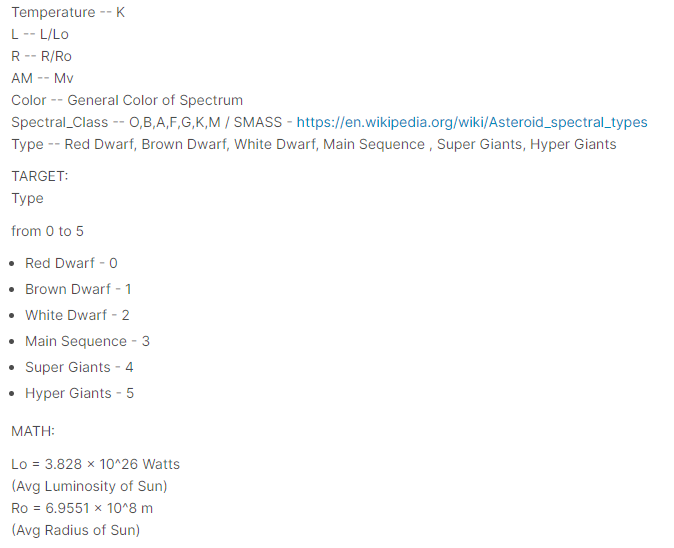 Temperature -- K
L -- L/Lo
R -- R/Ro
AM -- Mv
Color -- General Color of Spectrum
Spectral_Class -- O,B,A,F,G,K,M / SMASS - https://en.wikipedia.org/wiki/Asteroid_spectral_types
Type -- Red Dwarf, Brown Dwarf, White Dwarf, Main Sequence , Super Giants, Hyper Giants
TARGET:
Type
from 0 to 5
• Red Dwarf - 0
• Brown Dwarf - 1
• White Dwarf - 2
• Main Sequence - 3
• Super Giants - 4
• Hyper Giants - 5
MATH:
Lo = 3.828 x 10^26 Watts
(Avg Luminosity of Sun)
Ro = 6.9551 x 10^8 m
(Avg Radius of Sun)